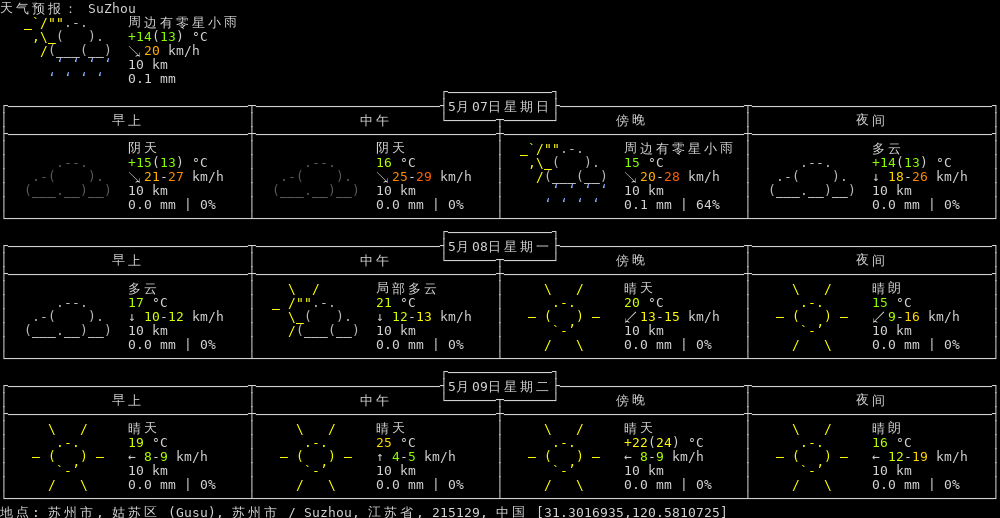 天气预报: SuZhou
周边有零星小雨
+14(13) °C
↘ 20 km/h
10 km
0.1 mm
5月07日星期日
早上 中午 傍晚 夜间
阴天 阴天 周边有零星小雨 多云
+15(13) °C 16 °C 15 °C +14(13) °C
↘ 21-27 km/h ↘ 25-29 km/h ↘ 20-28 km/h ↓ 18-26 km/h
10 km 10 km 10 km 10 km
0.0 mm | 0% 0.0 mm | 0% 0.1 mm | 64% 0.0 mm | 0%
5月08日星期一
早上 中午 傍晚 夜间
多云 局部多云 晴天 晴朗
17 °C 21 °C 20 °C 15 °C
↓ 10-12 km/h ↓ 12-13 km/h ↙ 13-15 km/h ↙ 9-16 km/h
10 km 10 km 10 km 10 km
0.0 mm | 0% 0.0 mm | 0% 0.0 mm | 0% 0.0 mm | 0%
5月09日星期二
早上 中午 傍晚 夜间
晴天 晴天 晴天 晴朗
19 °C 25 °C +22(24) °C 16 °C
← 8-9 km/h ↑ 4-5 km/h ← 8-9 km/h ← 12-19 km/h
10 km 10 km 10 km 10 km
0.0 mm | 0% 0.0 mm | 0% 0.0 mm | 0% 0.0 mm | 0%
地点: 苏州市, 姑苏区 (Gusu), 苏州市 / Suzhou, 江苏省, 215129, 中国 [31.3016935,120.5810725]